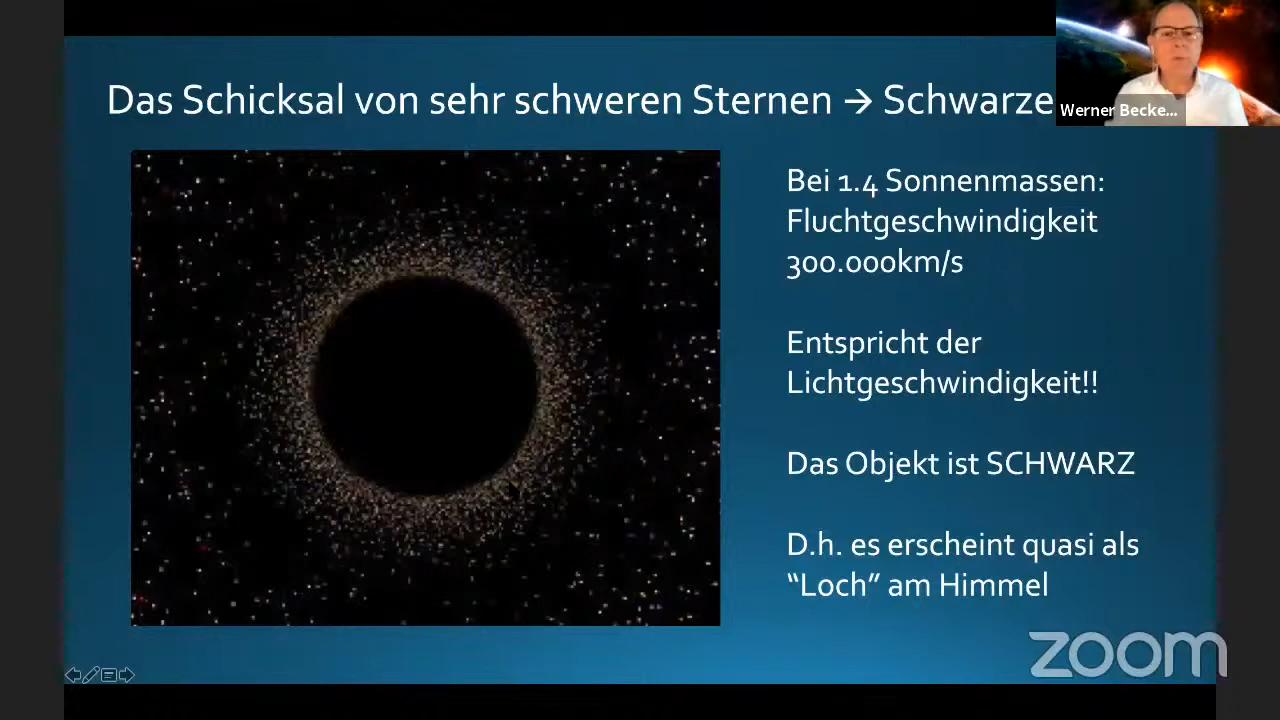 Das Schicksal von sehr schweren Sternen → Schwarze
Werner Becke...
Bei 1.4 Sonnenmassen:
Fluchtgeschwindigkeit
300.000km/s
Entspricht der
Lichtgeschwindigkeit!!
Das Objekt ist SCHWARZ
D.h. es erscheint quasi als
“Loch” am Himmel
zoom